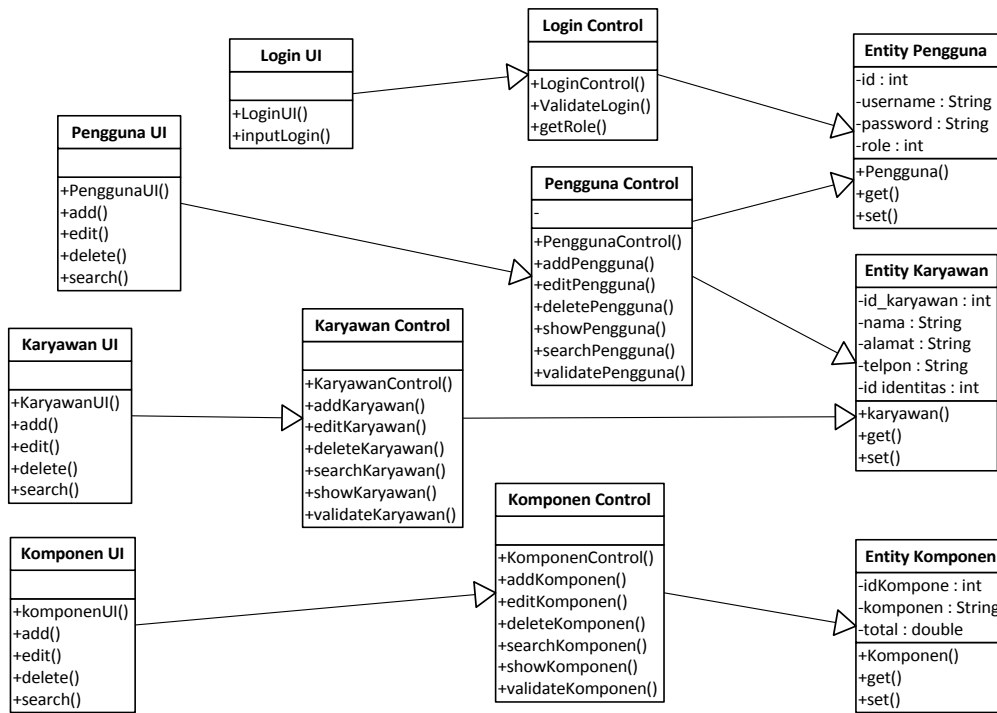 Login UI
+LoginUI()
+inputLogin()
Login Control
+LoginControl()
+ValidateLogin()
+getRole()
Entity Pengguna
-id : int
-username : String
-password : String
-role : int
+Pengguna()
+get()
+set()
Pengguna UI
+PenggunaUI()
+add()
+edit()
+delete()
+search()
Pengguna Control
-
+PenggunaControl()
+addPengguna()
+editPengguna()
+deletePengguna()
+showPengguna()
+searchPengguna()
+validatePengguna()
Entity Karyawan
-id_karyawan : int
-nama : String
-alamat : String
-telpon : String
-id identitas : int
+karyawan()
+get()
+set()
Karyawan UI
+KaryawanUI()
+add()
+edit()
+delete()
+search()
Karyawan Control
+KaryawanControl()
+addKaryawan()
+editKaryawan()
+deleteKaryawan()
+searchKaryawan()
+showKaryawan()
+validateKaryawan()
Komponen UI
+komponenUI()
+add()
+edit()
+delete()
+search()
Komponen Control
+KomponenControl()
+addKomponen()
+editKomponen()
+deleteKomponen()
+searchKomponen()
+showKomponen()
+validateKomponen()
Entity Komponen
-idKompone : int
-komponen : String
-total : double
+Komponen()
+get()
+set()